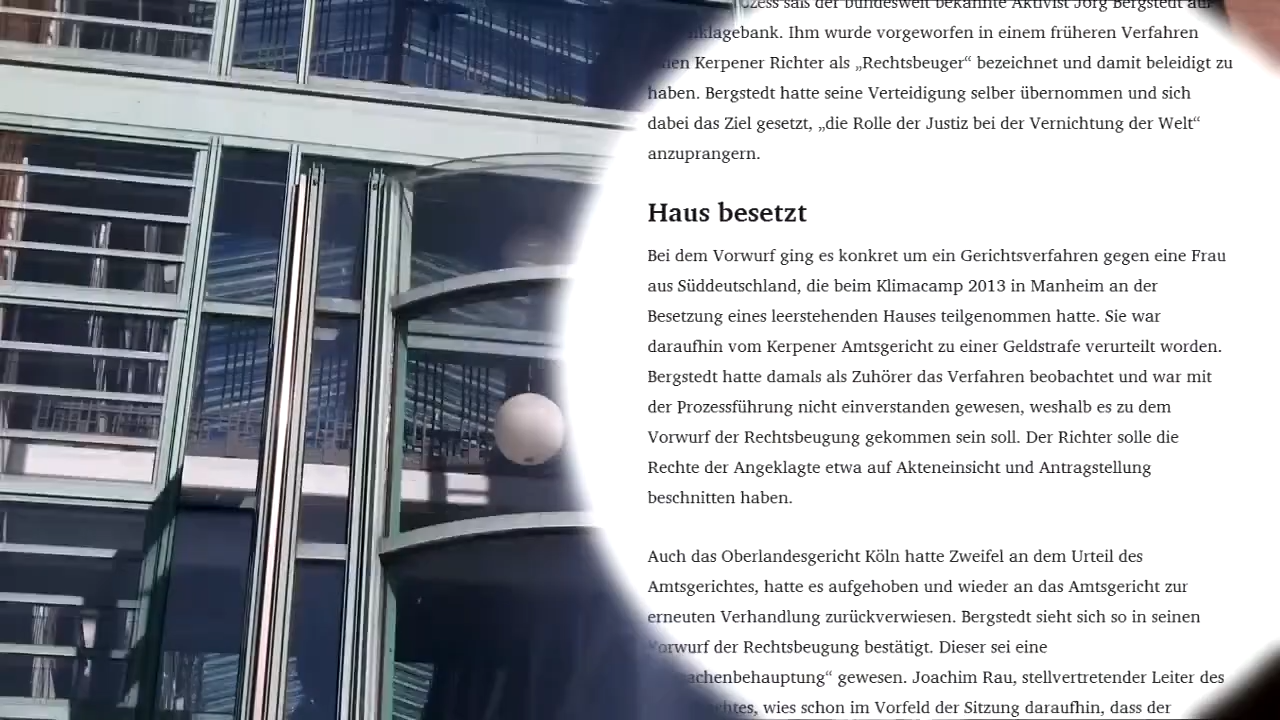 saß der bundesweit bekannte Aktivist Jörg Bergstedt auf
Ihm wurde vorgeworfen in einem früheren Verfahren
Kerpener Richter als „Rechtsbeuger“ bezeichnet und damit beleidigt zu
haben. Bergstedt hatte seine Verteidigung selber übernommen und sich
dabei das Ziel gesetzt, „die Rolle der Justiz bei der Vernichtung der Welt“
anzuprangern.
Haus besetzt
Bei dem Vorwurf ging es konkret um ein Gerichtsverfahren gegen eine Frau
aus Süddeutschland, die beim Klimacamp 2013 in Manheim an der
Besetzung eines leerstehenden Hauses teilgenommen hatte. Sie war
daraufhin vom Kerpener Amtsgericht zu einer Geldstrafe verurteilt worden.
Bergstedt hatte damals als Zuhörer das Verfahren beobachtet und war mit
der Prozessführung nicht einverstanden gewesen, weshalb es zu dem
Vorwurf der Rechtsbeugung gekommen sein soll. Der Richter solle die
Rechte der Angeklagte etwa auf Akteneinsicht und Antragstellung
beschnitten haben.
Auch das Oberlandesgericht Köln hatte Zweifel an dem Urteil des
Amtsgerichtes, hatte es aufgehoben und wieder an das Amtsgericht zur
erneuten Verhandlung zurückverwiesen. Bergstedt sieht sich so in seinen
Vorwurf der Rechtsbeugung bestätigt. Dieser sei eine
gewesen. Joachim Rau, stellvertretender Leiter des
wies schon im Vorfeld der Sitzung daraufhin, dass der